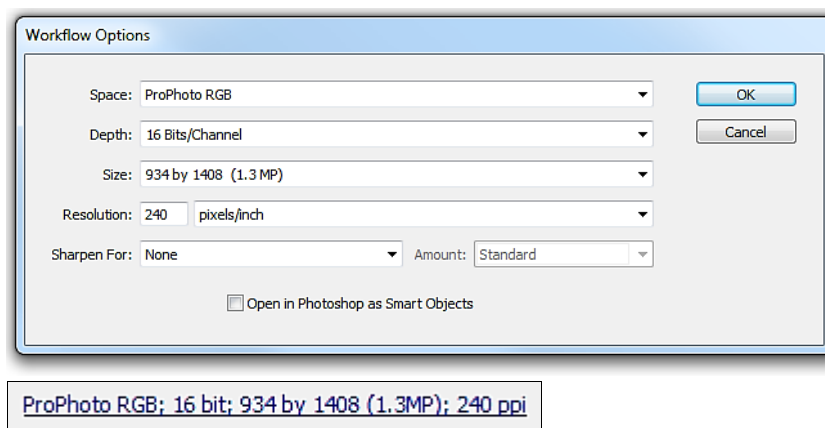 Workflow Options
Space: ProPhoto RGB
OK
Depth: 16 Bits/Channel
Cancel
Size: 934 by 1408 (1.3 MP)
Resolution: 240 pixels/inch
Sharpen For: None Amount: Standard
Open in Photoshop as Smart Objects
ProPhoto RGB; 16 bit; 934 by 1408 (1.3MP); 240 ppi